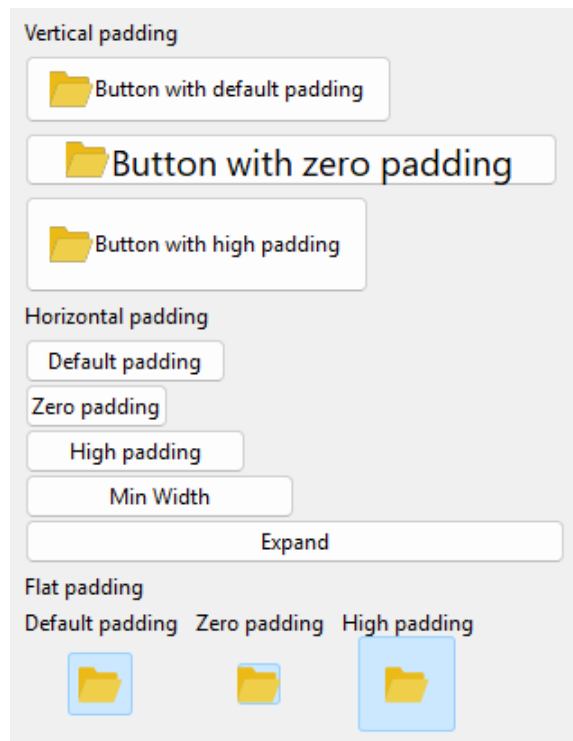 Vertical padding
Button with default padding
Button with zero padding
Button with high padding
Horizontal padding
Default padding
Zero padding
High padding
Min Width
Expand
Flat padding
Default padding Zero padding High padding